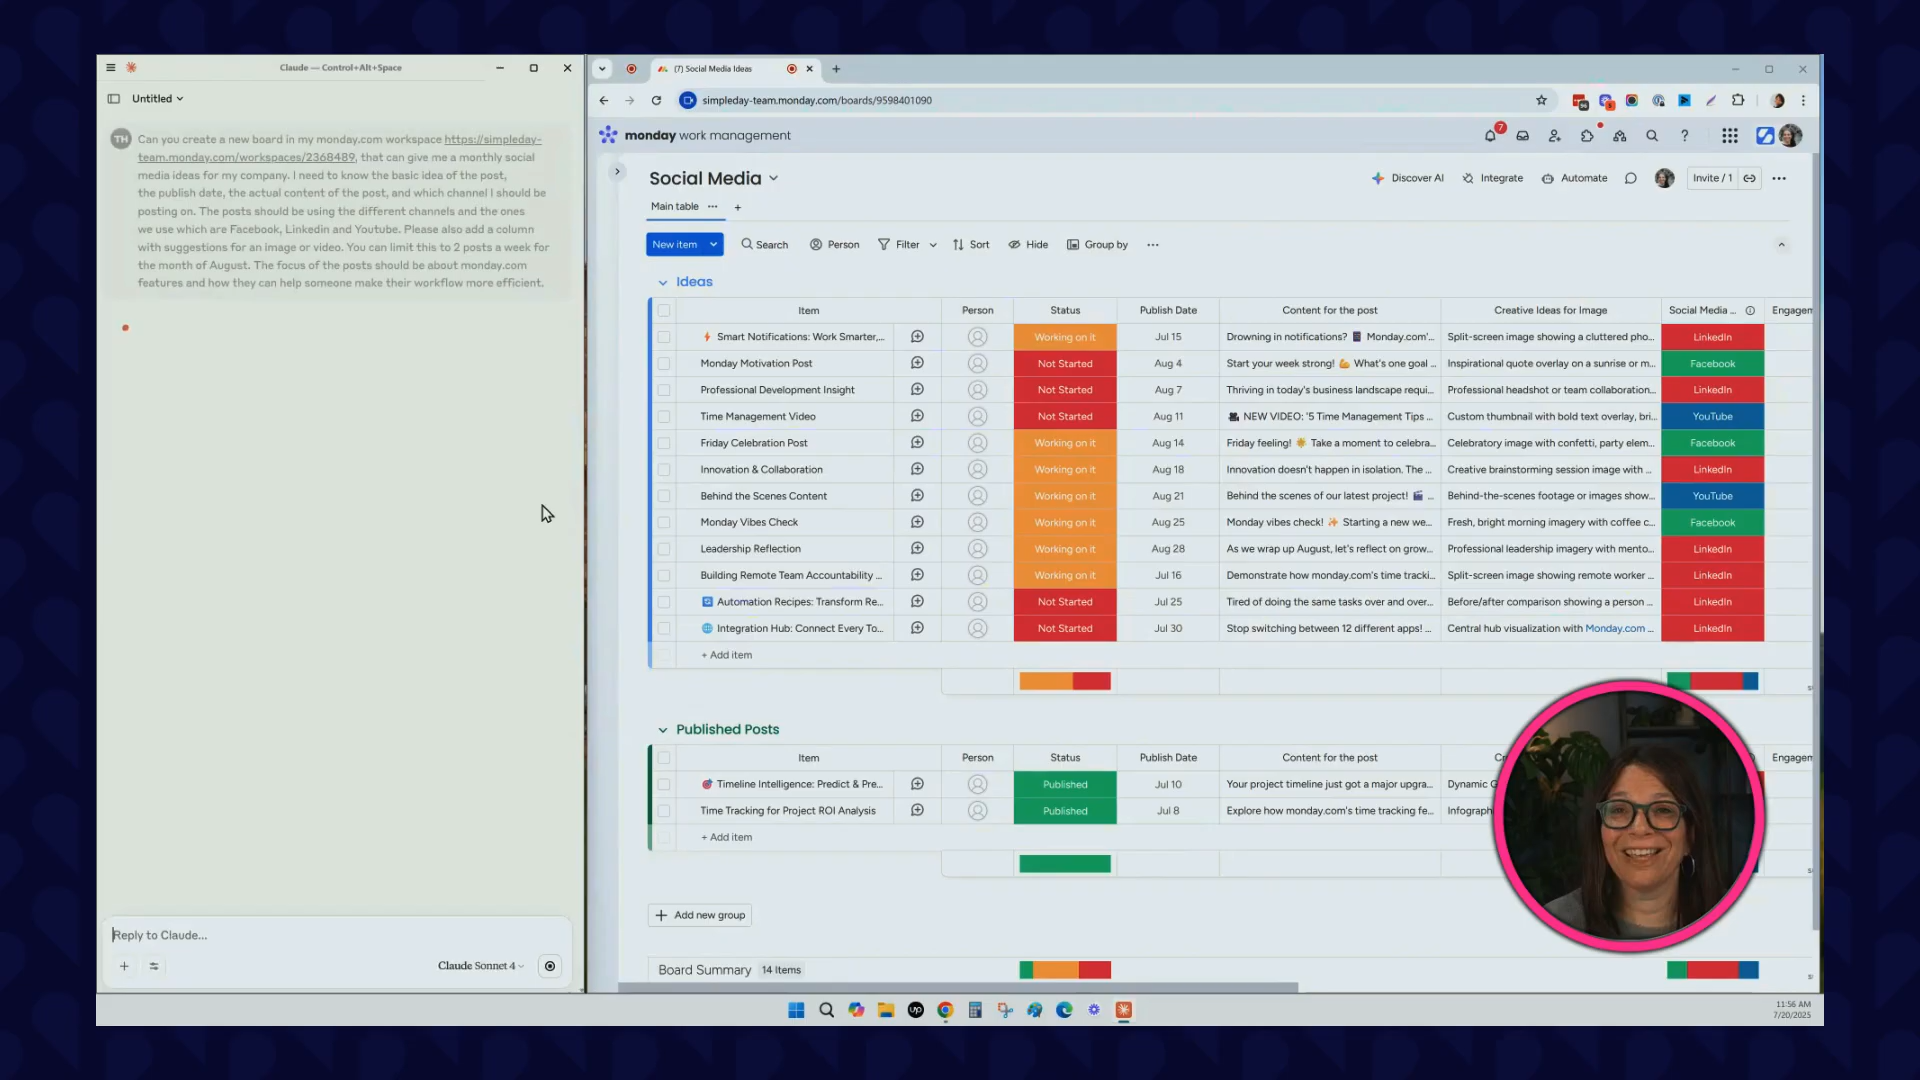 Claude — Control+Alt+Space
Untitled
TH
Can you create a new board in my monday.com workspace https://simpleday-
team.monday.com/workspaces/2368489, that can give me a monthly social
media ideas for my company. I need to know the basic idea of the post,
the publish date, the actual content of the post, and which channel I should be
posting on. The posts should be using the different channels and the ones
we use which are Facebook, Linkedin and Youtube. Please also add a column
with suggestions for an image or video. You can limit this to 2 posts a week for
the month of August. The focus of the posts should be about monday.com
features and how they can help someone make their workflow more efficient.
Reply to Claude...
Claude Sonnet 4
(7) Social Media Ideas
simpleday-team.monday.com/boards/9598401090
monday work management
7
Social Media
Discover AI
Integrate
Automate
Invite / 1
Main table
New item
Search
Person
Filter
Sort
Hide
Group by
Ideas
Item Person Status Publish Date Content for the post Creative Ideas for Image Social Media ... Engagem
Smart Notifications: Work Smarter,... Working on it Jul 15 Drowning in notifications? Monday.com'... Split-screen image showing a cluttered pho... LinkedIn
Monday Motivation Post Not Started Aug 4 Start your week strong! 💪 What's one goal ... Inspirational quote overlay on a sunrise or m... Facebook
Professional Development Insight Not Started Aug 7 Thriving in today's business landscape requi... Professional headshot or team collaboration... LinkedIn
Time Management Video Not Started Aug 11 NEW VIDEO: '5 Time Management Tips ... Custom thumbnail with bold text overlay, bri... YouTube
Friday Celebration Post Working on it Aug 14 Friday feeling! Take a moment to celebra... Celebratory image with confetti, party elem... Facebook
Innovation & Collaboration Working on it Aug 18 Innovation doesn't happen in isolation. The ... Creative brainstorming session image with ... LinkedIn
Behind the Scenes Content Working on it Aug 21 Behind the scenes of our latest project! 🎬 ... Behind-the-scenes footage or images show... YouTube
Monday Vibes Check Working on it Aug 25 Monday vibes check! ✨ Starting a new we... Fresh, bright morning imagery with coffee c... Facebook
Leadership Reflection Working on it Aug 28 As we wrap up August, let's reflect on grow... Professional leadership imagery with mento... LinkedIn
Building Remote Team Accountability ... Working on it Jul 16 Demonstrate how monday.com's time tracki... Split-screen image showing remote worker ... LinkedIn
Automation Recipes: Transform Re... Not Started Jul 25 Tired of doing the same tasks over and over... Before/after comparison showing a person ... LinkedIn
Integration Hub: Connect Every To... Not Started Jul 30 Stop switching between 12 different apps! ... Central hub visualization with Monday.com ... LinkedIn
+ Add item
Published Posts
Item Person Status Publish Date Content for the post Engagem
Timeline Intelligence: Predict & Pre... Published Jul 10 Your project timeline just got a major upgra... Dynamic
Time Tracking for Project ROI Analysis Published Jul 8 Explore how monday.com's time tracking fe... Infograph
+ Add item
+ Add new group
Board Summary 14 Items
11:56 AM
7/20/2025